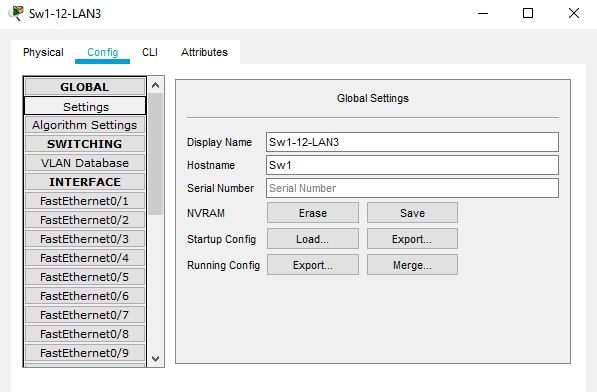 Sw1-12-LAN3
Physical Config CLI Attributes
GLOBAL
Settings
Algorithm Settings
SWITCHING
VLAN Database
INTERFACE
FastEthernet0/1
FastEthernet0/2
FastEthernet0/3
FastEthernet0/4
FastEthernet0/5
FastEthernet0/6
FastEthernet0/7
FastEthernet0/8
FastEthernet0/9
Global Settings
Display Name Sw1-12-LAN3
Hostname Sw1
Serial Number Serial Number
NVRAM Erase Save
Startup Config Load... Export...
Running Config Export... Merge...